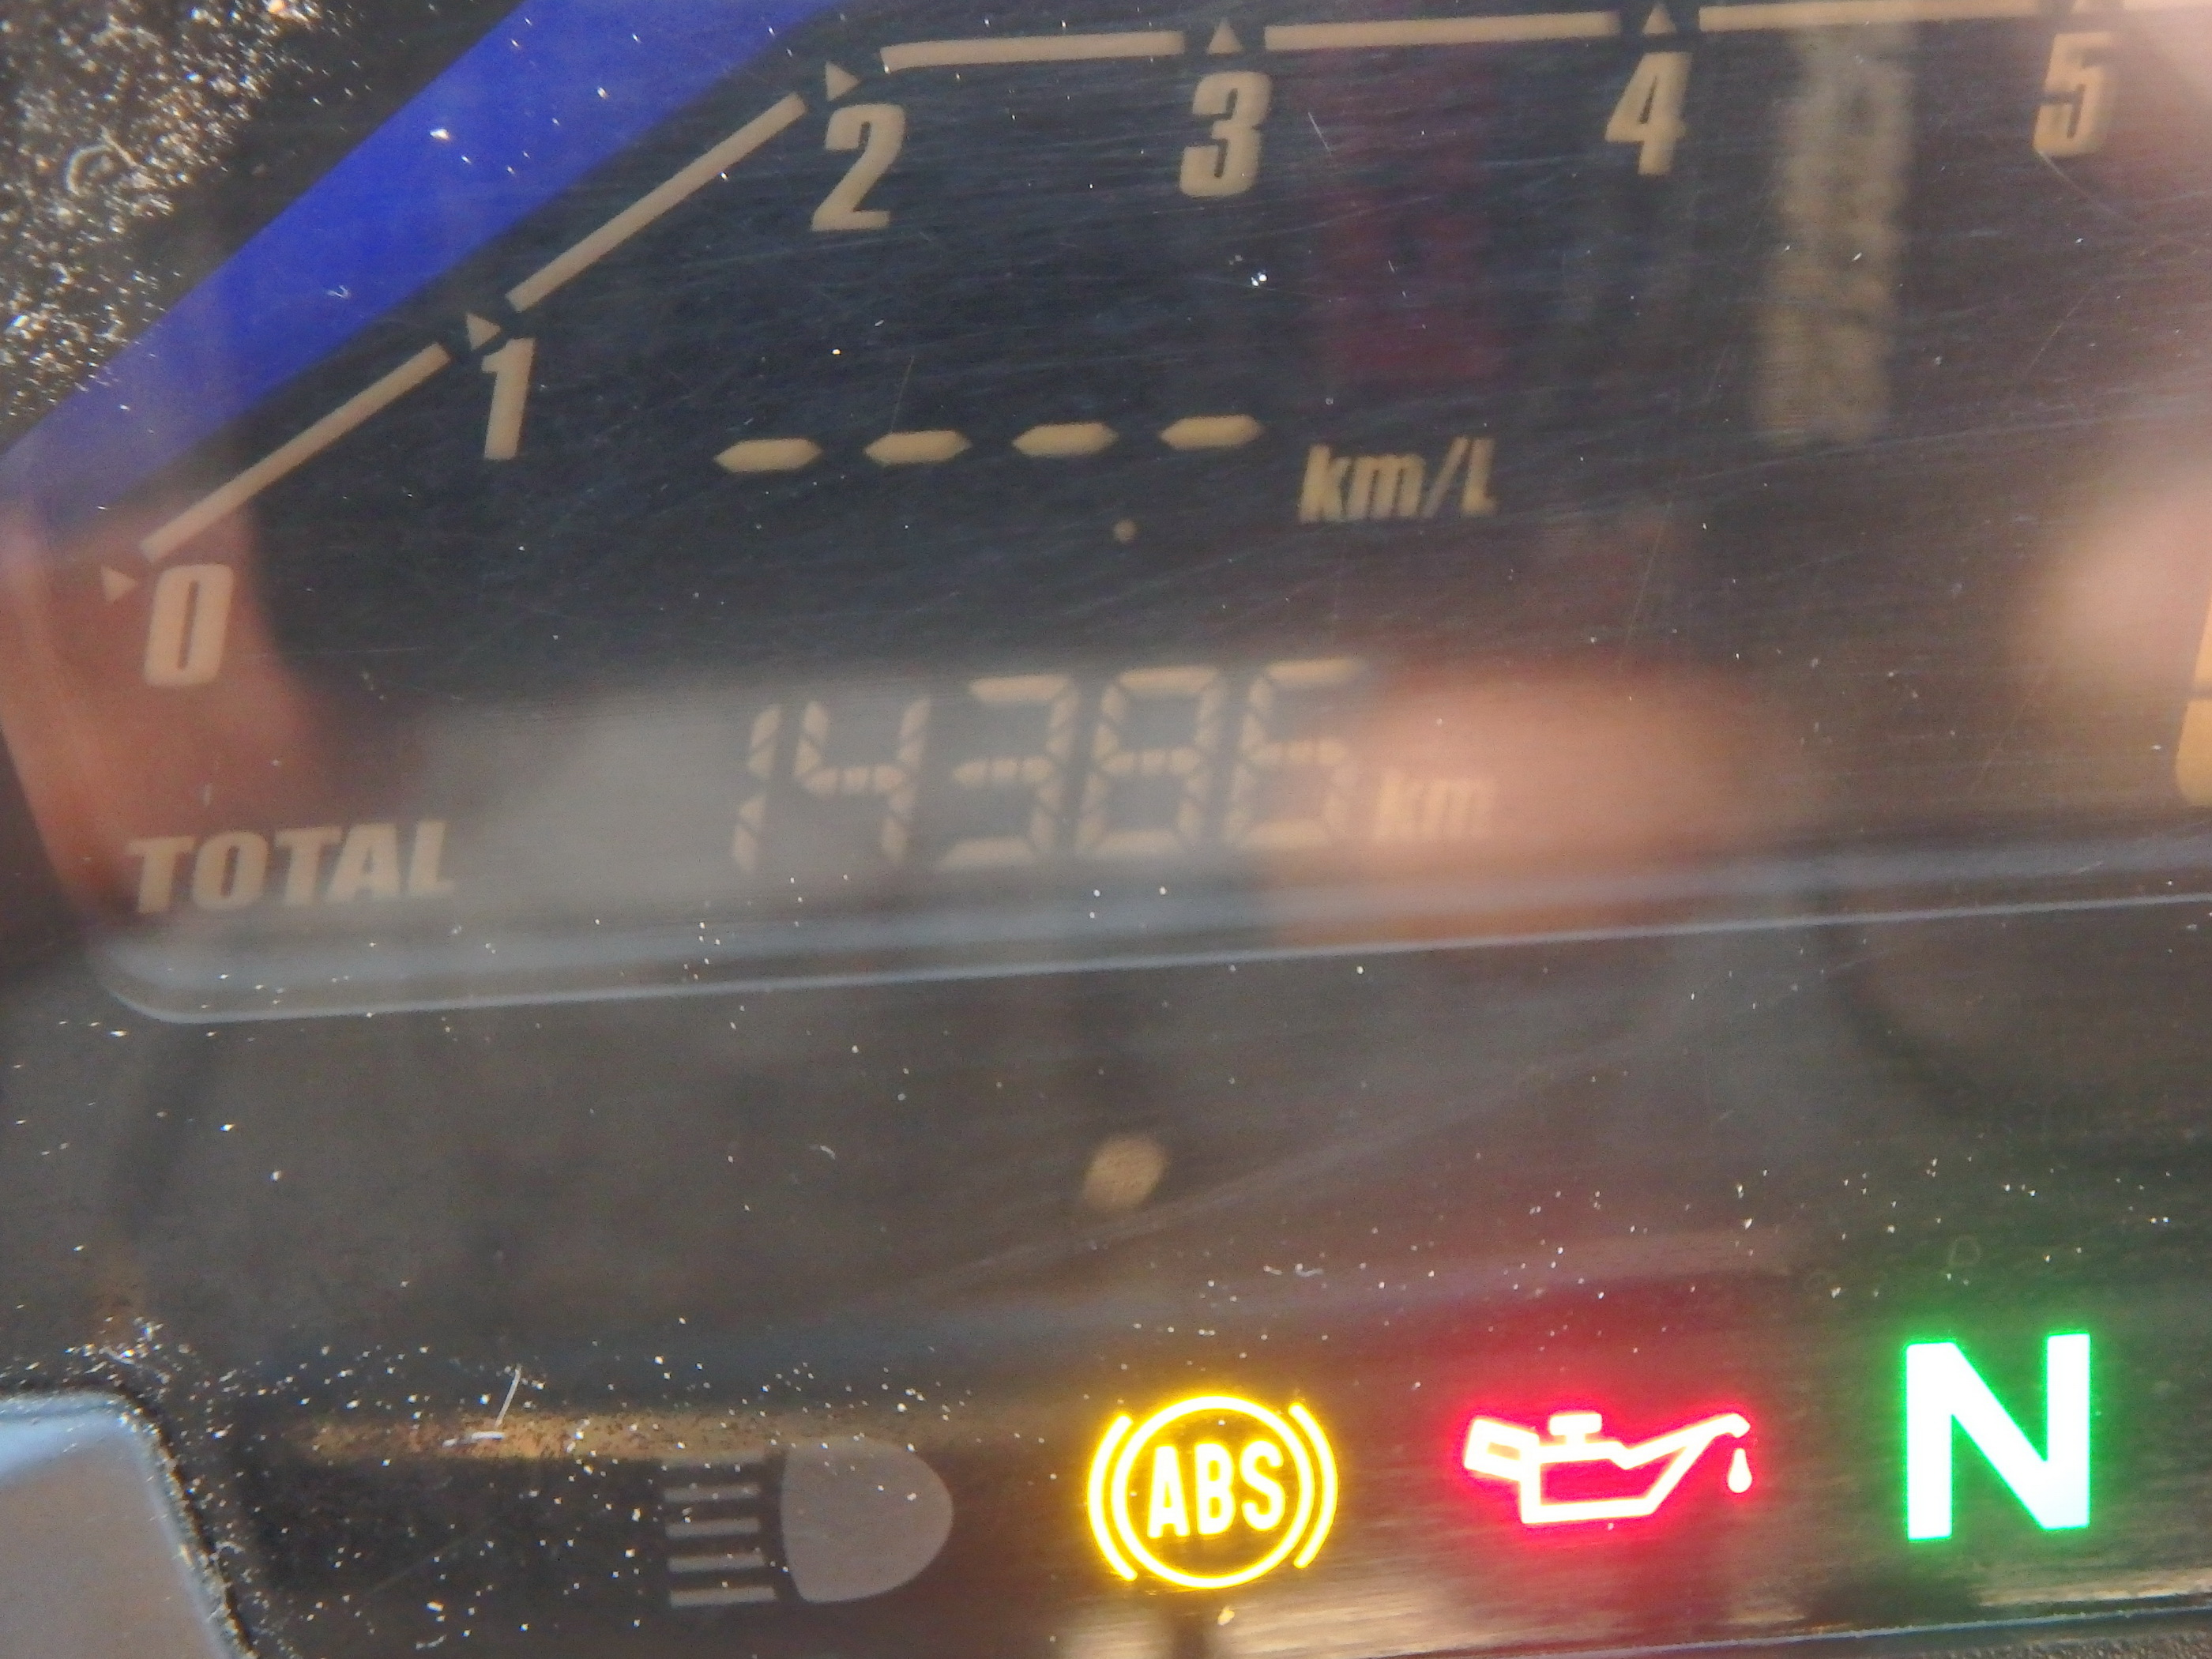 0 1 2 3 4 5
---- km/L
TOTAL 14386 km
ABS N